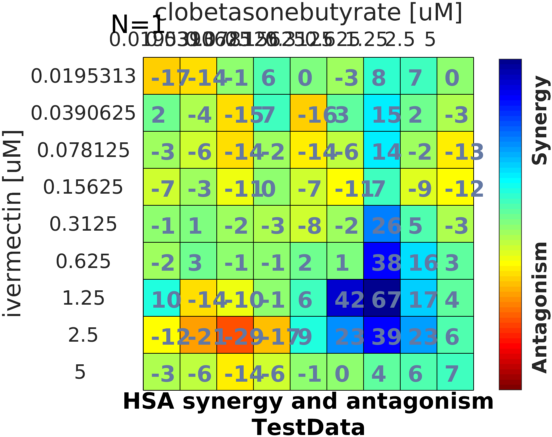 clobetasonebutyrate [uM]
N=1
2.5 5
ivermectin [uM]
0.0195313 -17 -14 -1 6 0 -3 8 7 0
0.0390625 2 -4 -15 7 -16 3 15 2 -3
0.078125 -3 -6 -14 -2 -14 -6 14 -2 -13
0.15625 -7 -3 -11 0 -7 -11 7 -9 -12
0.3125 -1 1 -2 -3 -8 -2 26 5 -3
0.625 -2 3 -1 -1 2 1 38 16 3
1.25 10 -14 -10 -1 6 42 67 17 4
2.5 -12 -21 -29 -17 9 23 39 23 6
5 -3 -6 -14 -6 -1 0 4 6 7
Synergy
Antagonism
HSA synergy and antagonism
TestData